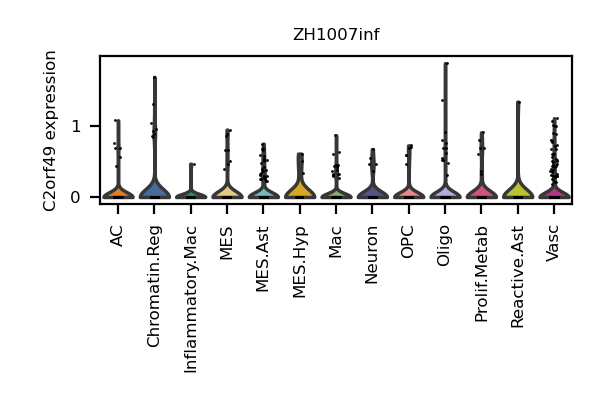 ZH1007inf
C2orf49 expression
1
0
AC
Chromatin.Reg
Inflammatory.Mac
MES
MES.Ast
MES.Hyp
Mac
Neuron
OPC
Oligo
Prolif.Metab
Reactive.Ast
Vasc